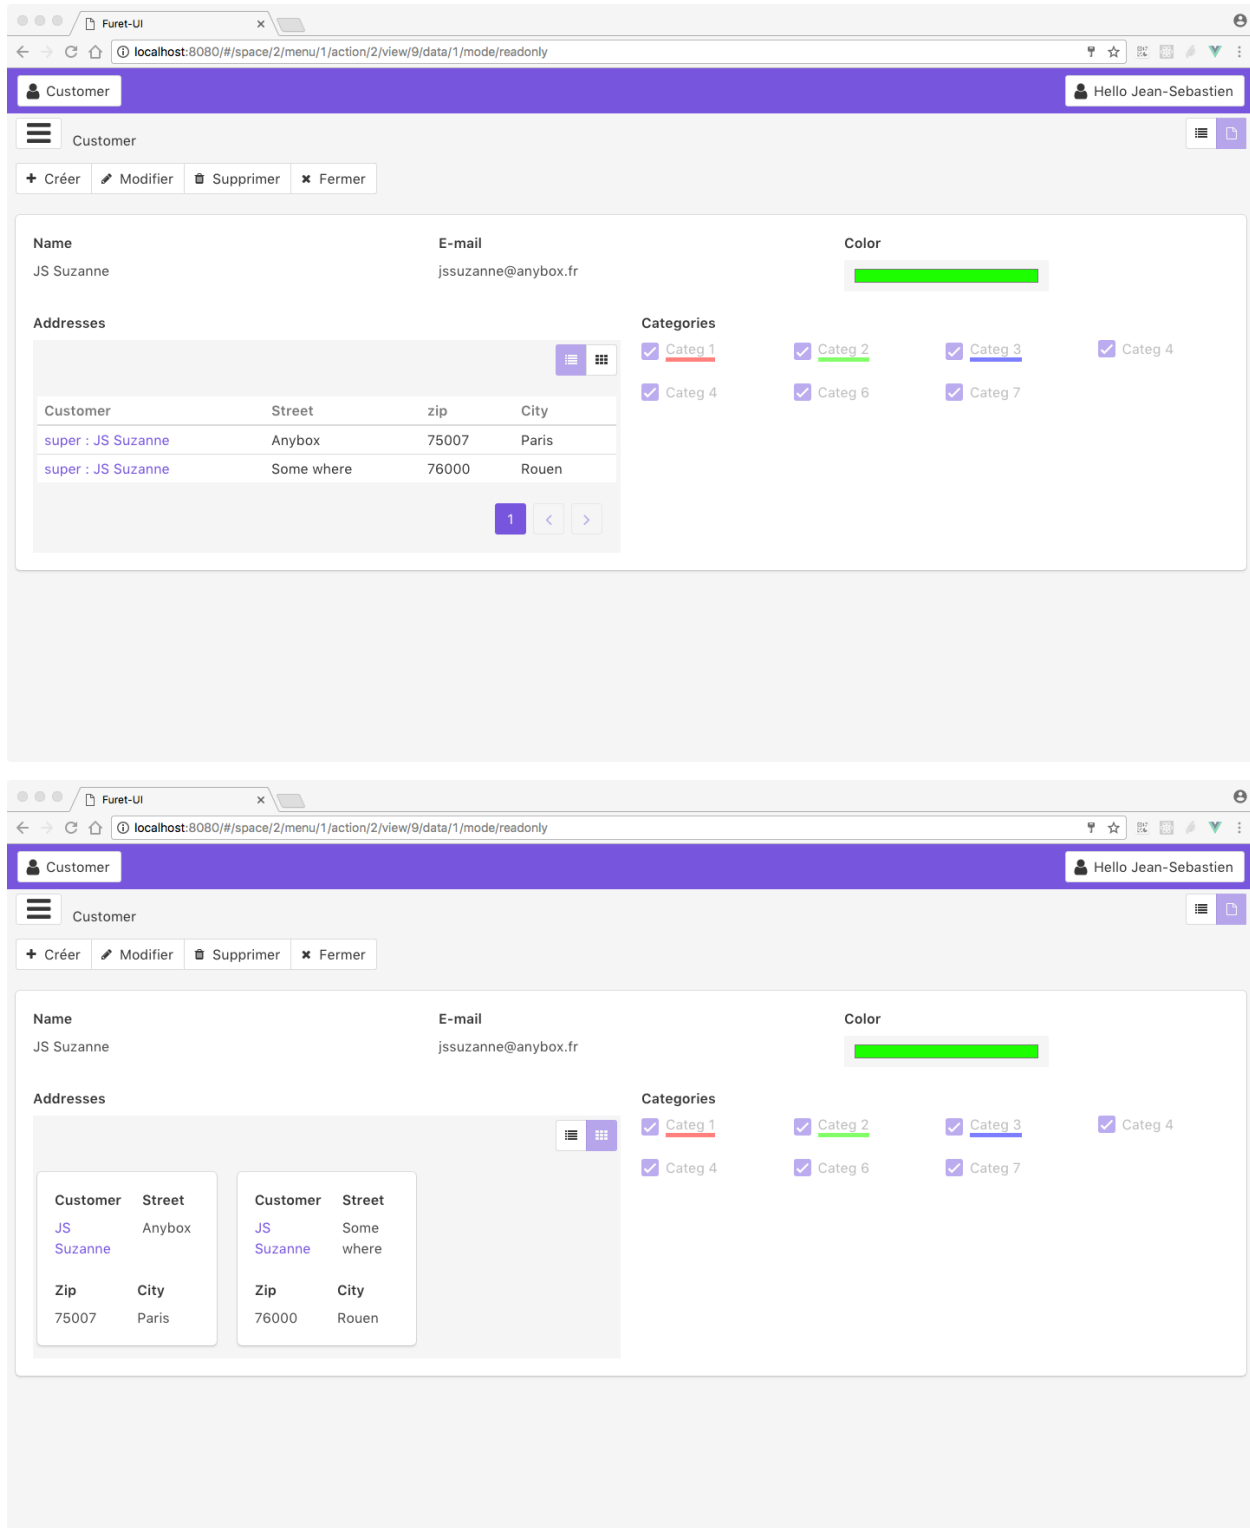 Furet-UI
localhost:8080/#/space/2/menu/1/action/2/view/9/data/1/mode/readonly
Customer
Hello Jean-Sebastien
Customer
Créer Modifier Supprimer Fermer
Name E-mail Color
JS Suzanne jssuzanne@anybox.fr
Addresses Categories
Categ 1 Categ 2 Categ 3 Categ 4
Categ 4 Categ 6 Categ 7
Customer Street zip City
super : JS Suzanne Anybox 75007 Paris
super : JS Suzanne Some where 76000 Rouen
1
Furet-UI
localhost:8080/#/space/2/menu/1/action/2/view/9/data/1/mode/readonly
Customer
Hello Jean-Sebastien
Customer
Créer Modifier Supprimer Fermer
Name E-mail Color
JS Suzanne jssuzanne@anybox.fr
Addresses Categories
Categ 1 Categ 2 Categ 3 Categ 4
Categ 4 Categ 6 Categ 7
Customer Street Customer Street
JS Anybox JS Some
Suzanne Suzanne where
Zip City Zip City
75007 Paris 76000 Rouen